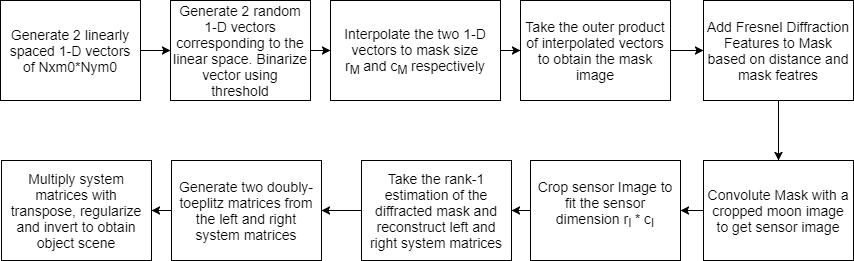 Generate 2 linearly
spaced 1-D vectors
of Nxm0*Nym0
Generate 2 random
1-D vectors
corresponding to the
linear space. Binarize
vector using
threshold
Interpolate the two 1-D
vectors to mask size
r_M and c_M respectively
Take the outer product
of interpolated vectors
to obtain the mask
image
Add Fresnel Diffraction
Features to Mask
based on distance and
mask featres
Convolute Mask with a
cropped moon image
to get sensor image
Crop sensor Image to
fit the sensor
dimension r_I * c_I
Take the rank-1
estimation of the
diffracted mask and
reconstruct left and
right system matrices
Generate two doubly-
toeplitz matrices from
the left and right
system matrices
Multiply system
matrices with
transpose, regularize
and invert to obtain
object scene